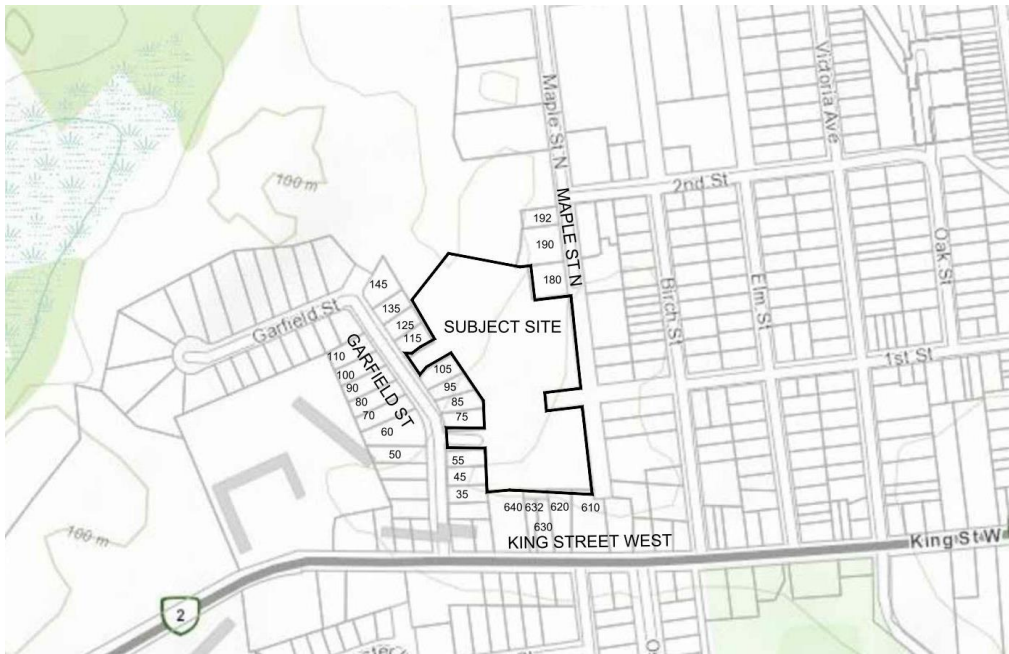 Maple St N
Victoria Ave
2nd St
100 m
MAPLE ST N
192
190
180
Oak St
Birch St
Elm St
145
135
125
115
SUBJECT SITE
Garfield St
GARFIELD ST
1st St
110
100
90
80
70
60
50
105
95
85
75
55
45
35
100 m
640 632 620 610
630
KING STREET WEST
King St W
2